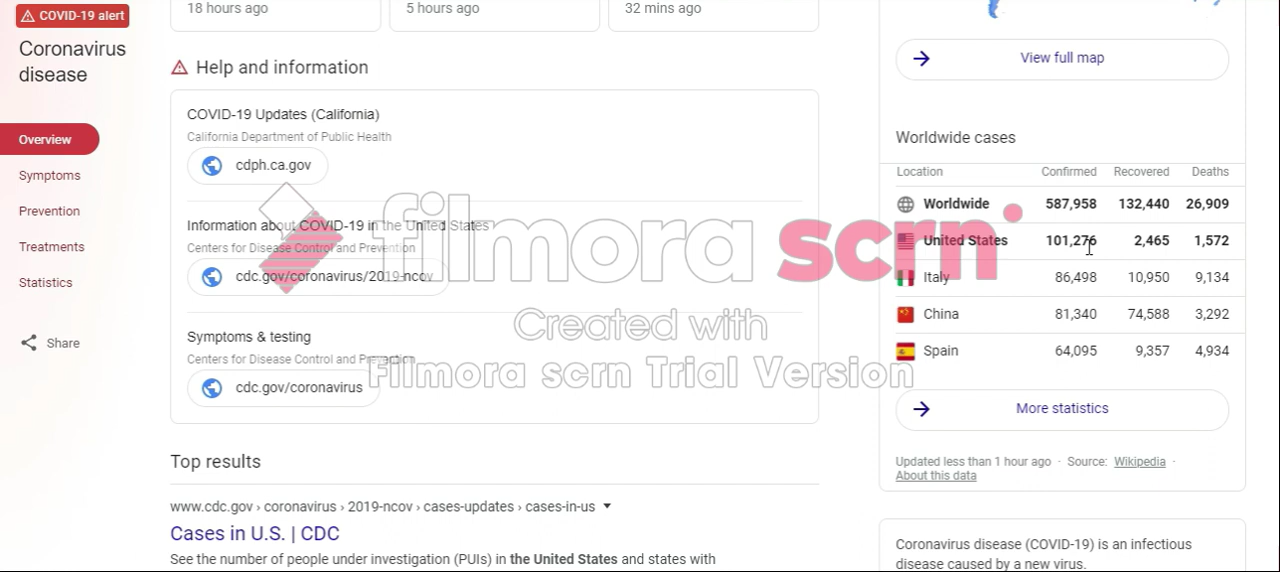 COVID-19 alert
Coronavirus
disease
Overview
Symptoms
Prevention
Treatments
Statistics
Share
18 hours ago
5 hours ago
32 mins ago
Help and information
COVID-19 Updates (California)
California Department of Public Health
cdph.ca.gov
Information about COVID-19 in the United States
Centers for Disease Control and Prevention
cdc.gov/coronavirus/2019-ncov
Symptoms & testing
Centers for Disease Control and Prevention
cdc.gov/coronavirus
Top results
www.cdc.gov › coronavirus › 2019-ncov › cases-updates › cases-in-us
Cases in U.S. | CDC
See the number of people under investigation (PUIs) in the United States and states with
View full map
Worldwide cases
Location Confirmed Recovered Deaths
Worldwide 587,958 132,440 26,909
United States 101,276 2,465 1,572
Italy 86,498 10,950 9,134
China 81,340 74,588 3,292
Spain 64,095 9,357 4,934
More statistics
Updated less than 1 hour ago · Source: Wikipedia ·
About this data
Coronavirus disease (COVID-19) is an infectious
disease caused by a new virus.
filmora scrn
Created with
Filmora scrn Trial Version